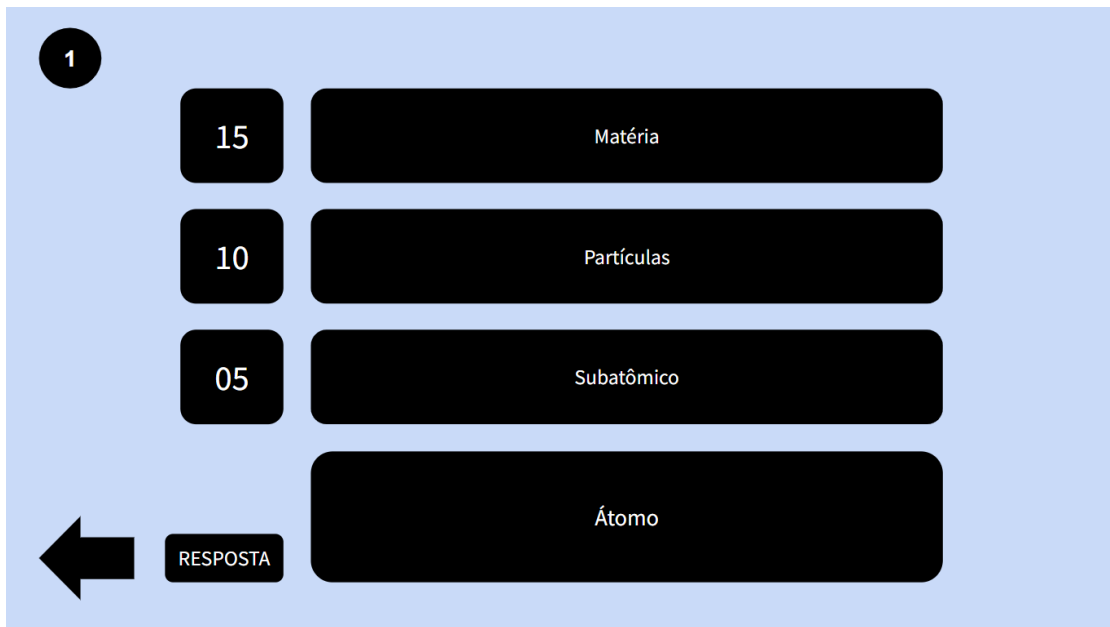 1
15
Matéria
10
Partículas
05
Subatômico
Átomo
RESPOSTA